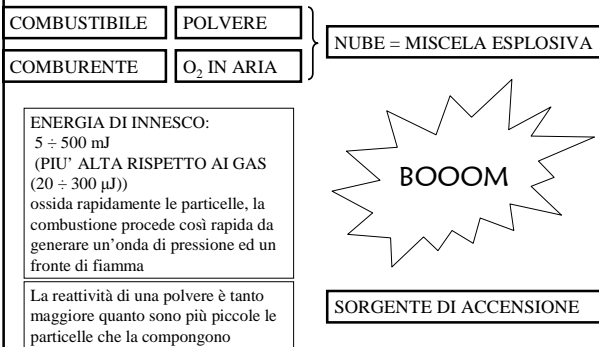 COMBUSTIBILE
POLVERE
COMBURENTE
O₂ IN ARIA
NUBE = MISCELA ESPLOSIVA
ENERGIA DI INNESCO:
5 ÷ 500 mJ
(PIU' ALTA RISPETTO AI GAS
(20 ÷ 300 µJ))
ossida rapidamente le particelle, la
combustione procede così rapida da
generare un'onda di pressione ed un
fronte di fiamma
BOOOM
La reattività di una polvere è tanto
maggiore quanto sono più piccole le
particelle che la compongono
SORGENTE DI ACCENSIONE